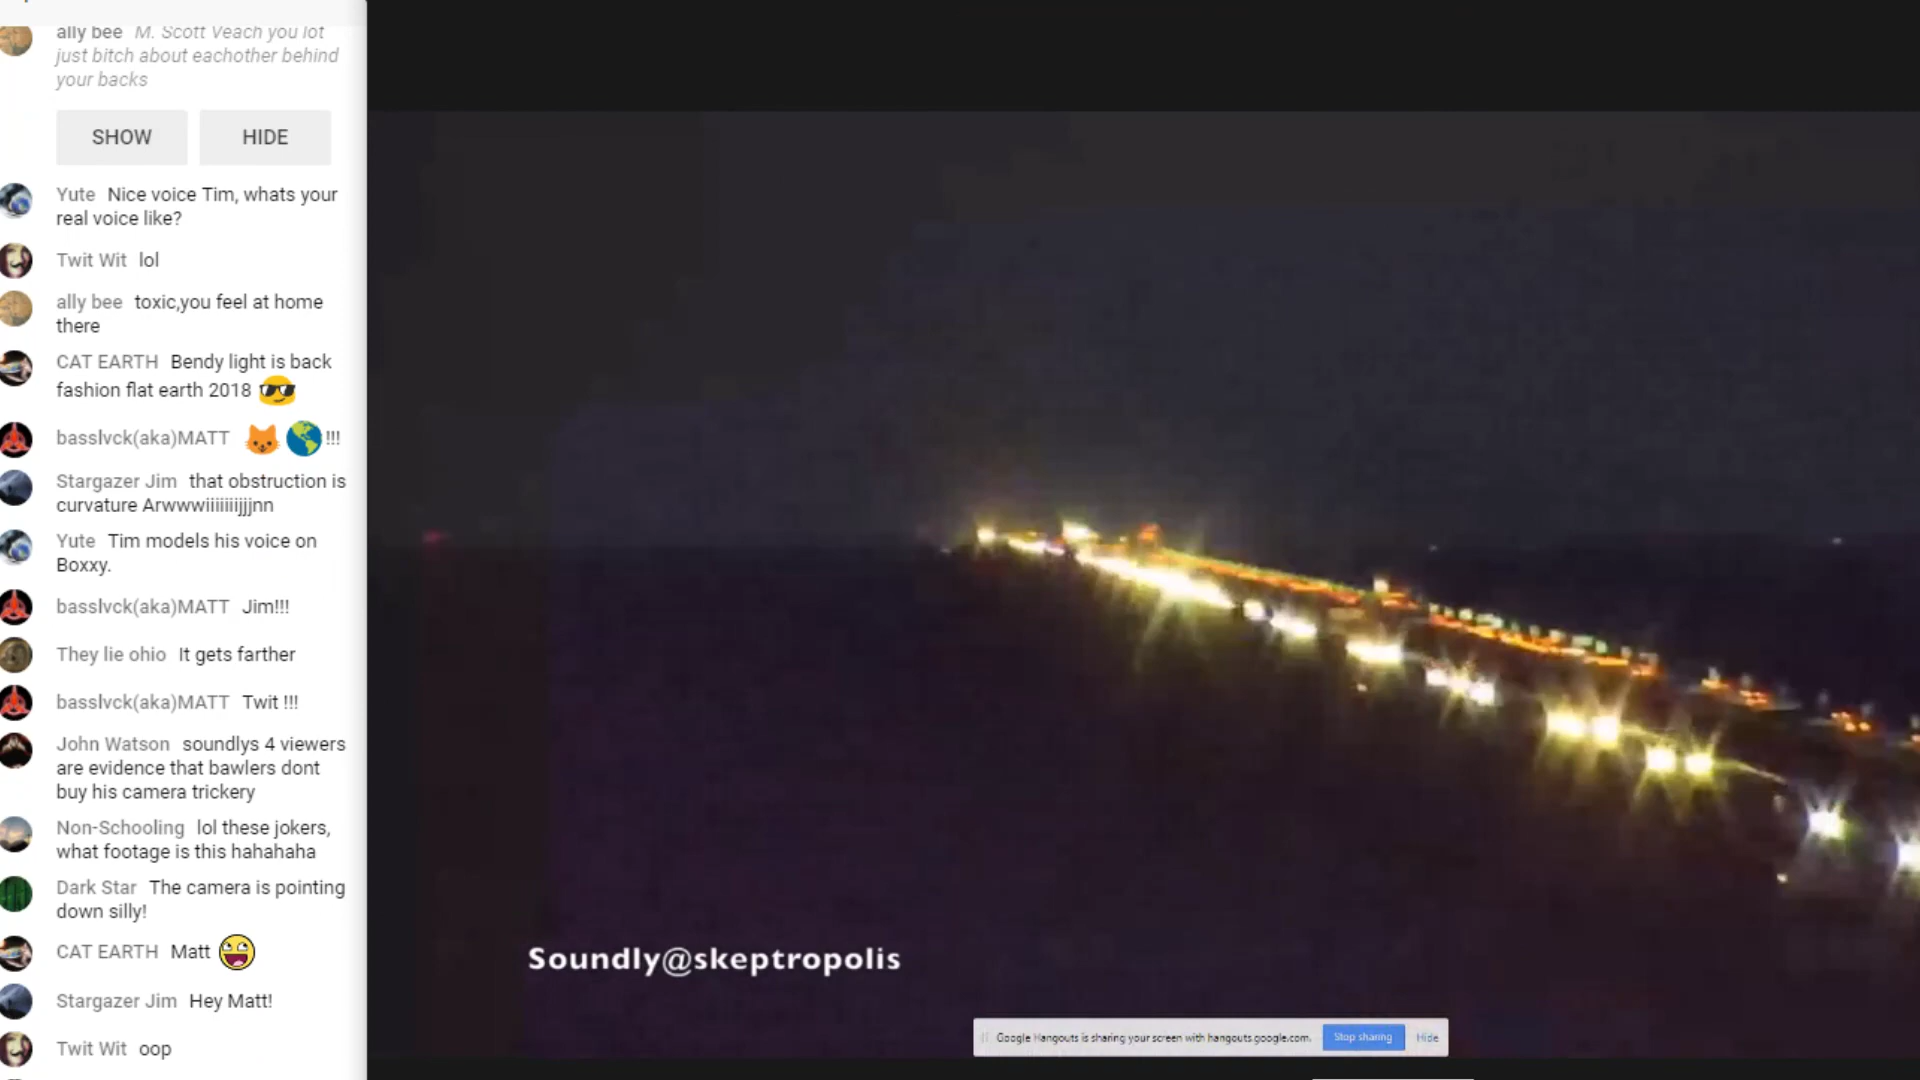 ally bee M. Scott Veach you lot
just bitch about eachother behind
your backs
SHOW HIDE
Yute Nice voice Tim, whats your
real voice like?
Twit Wit lol
ally bee toxic,you feel at home
there
CAT EARTH Bendy light is back
fashion flat earth 2018 😎
basslvck(aka)MATT 🐱 🌎 !!!
Stargazer Jim that obstruction is
curvature Arwwwiiiiiiijjjnn
Yute Tim models his voice on
Boxxy.
basslvck(aka)MATT Jim!!!
They lie ohio It gets farther
basslvck(aka)MATT Twit !!!
John Watson soundlys 4 viewers
are evidence that bawlers dont
buy his camera trickery
Non-Schooling lol these jokers,
what footage is this hahahaha
Dark Star The camera is pointing
down silly!
CAT EARTH Matt 😆
Stargazer Jim Hey Matt!
Twit Wit oop
Soundly@skeptropolis
Google Hangouts is sharing your screen with hangouts.google.com. Stop sharing Hide